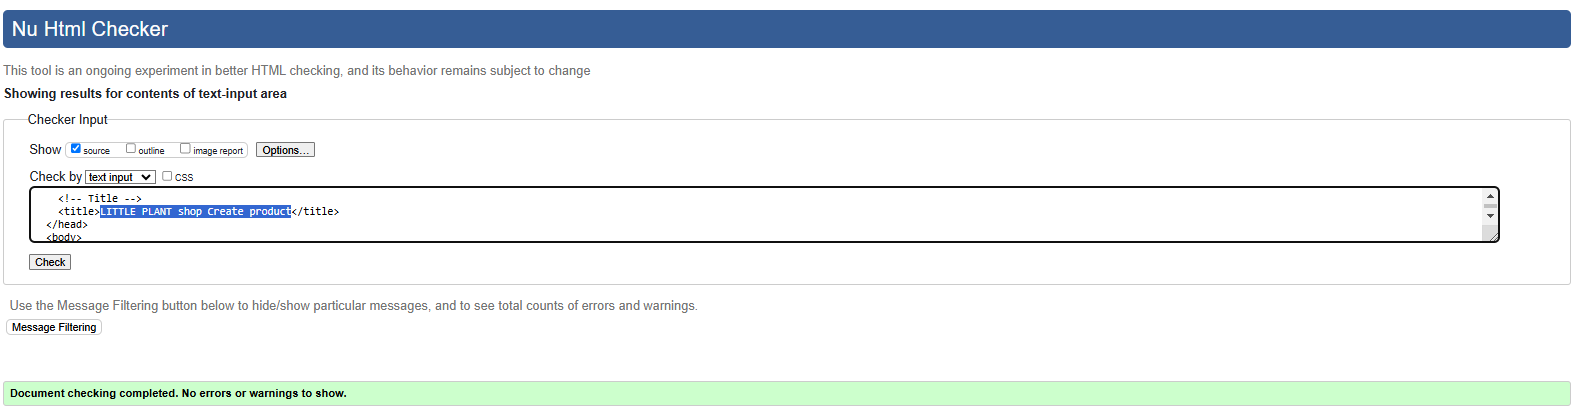 Nu Html Checker
This tool is an ongoing experiment in better HTML checking, and its behavior remains subject to change
Showing results for contents of text-input area
Checker Input
Show source outline image report Options...
Check by text input CSS
<!-- Title -->
<title>LITTLE PLANT shop Create product</title>
</head>
<body>
Check
Use the Message Filtering button below to hide/show particular messages, and to see total counts of errors and warnings.
Message Filtering
Document checking completed. No errors or warnings to show.